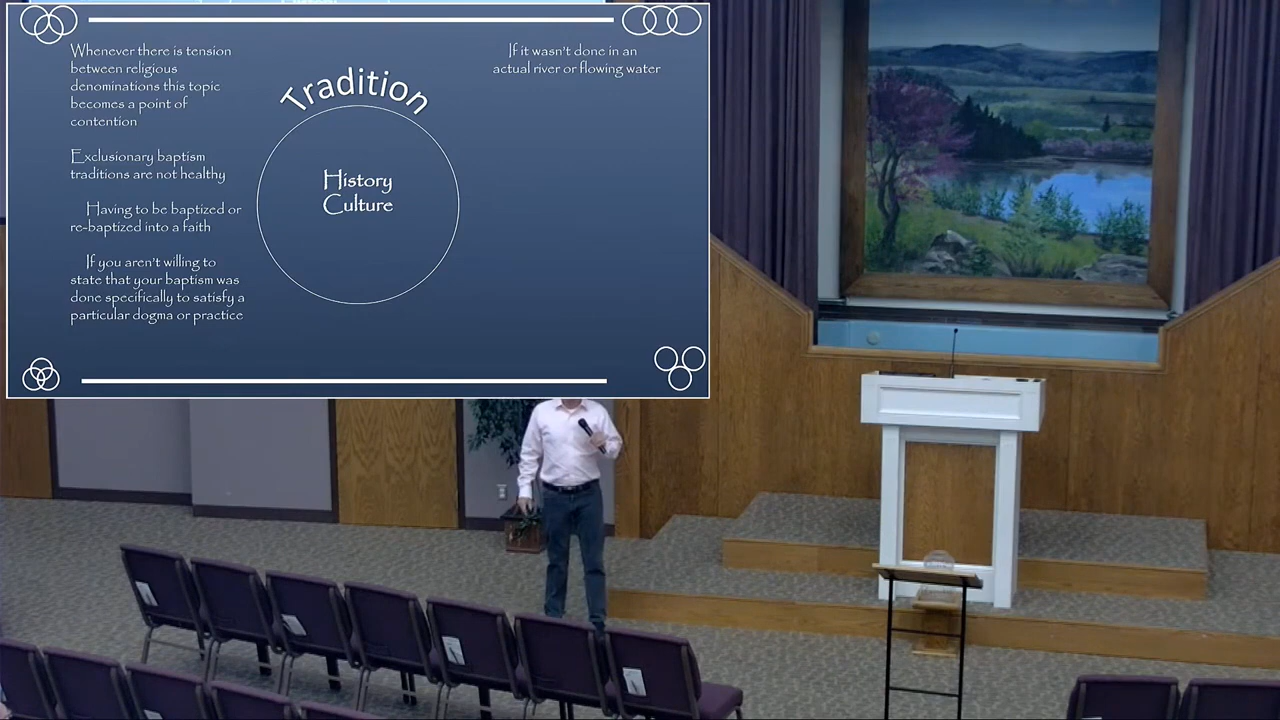 Whenever there is tension
between religious
denominations this topic
becomes a point of
contention
Exclusionary baptism
traditions are not healthy
Having to be baptized or
re-baptized into a faith
If you aren't willing to
state that your baptism was
done specifically to satisfy a
particular dogma or practice
Tradition
History
Culture
If it wasn't done in an
actual river or flowing water